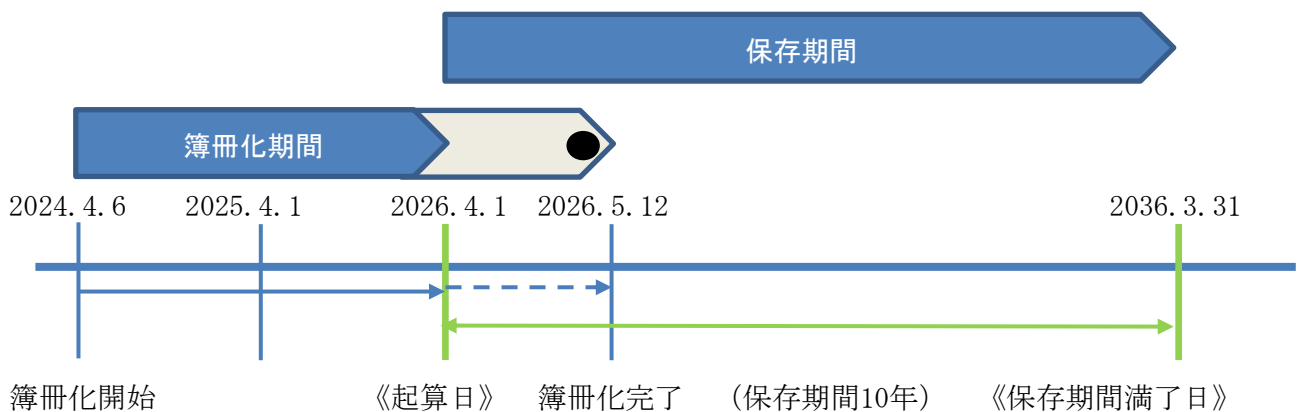 保存期間
簿冊化期間
2024.4.6 2025.4.1 2026.4.1 2026.5.12 2036.3.31
簿冊化開始 《起算日》 簿冊化完了 (保存期間10年) 《保存期間満了日》